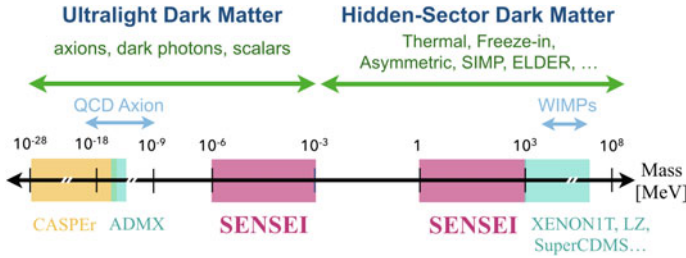 Ultralight Dark Matter
Hidden-Sector Dark Matter
axions, dark photons, scalars
Thermal, Freeze-in,
Asymmetric, SIMP, ELDER, ...
QCD Axion
WIMPs
10⁻²⁸ 10⁻¹⁸ 10⁻⁹ 10⁻⁶ 10⁻³ 1 10³ 10⁸
Mass
[MeV]
CASPEr ADMX SENSEI SENSEI XENON1T, LZ,
SuperCDMS...